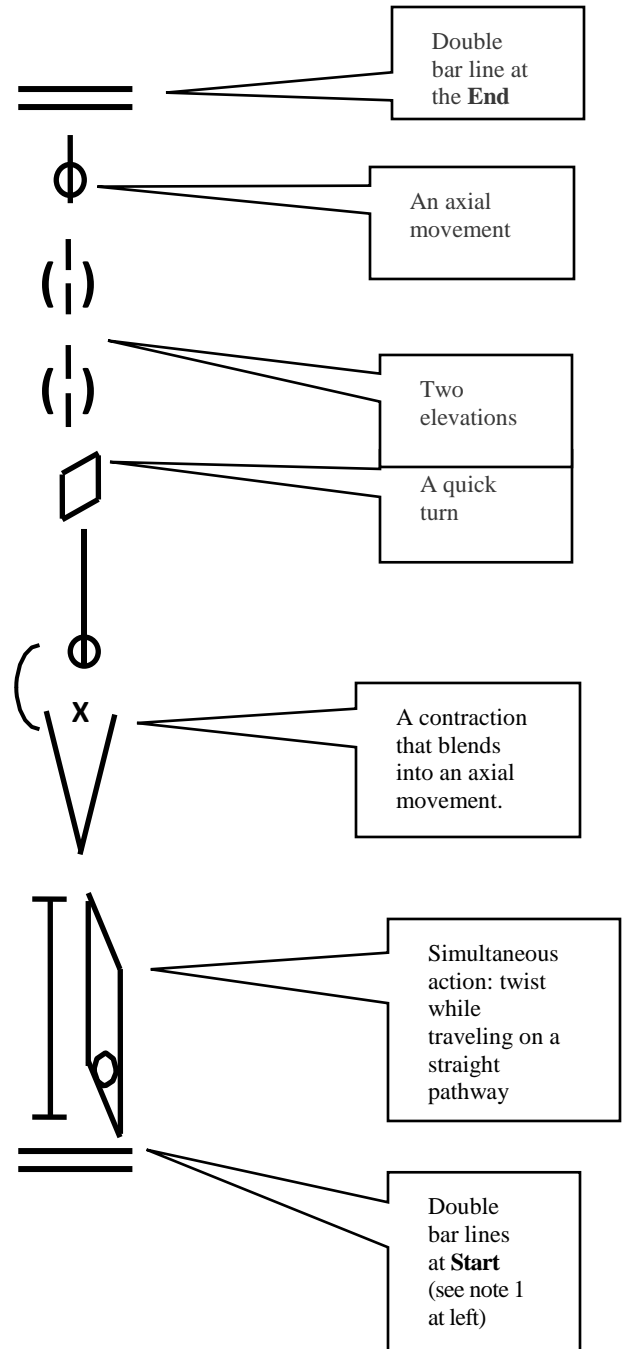 Double
bar line at
the End
An axial
movement
Two
elevations
A quick
turn
x
A contraction
that blends
into an axial
movement.
Simultaneous
action: twist
while
traveling on a
straight
pathway
Double
bar lines
at Start
(see note 1
at left)